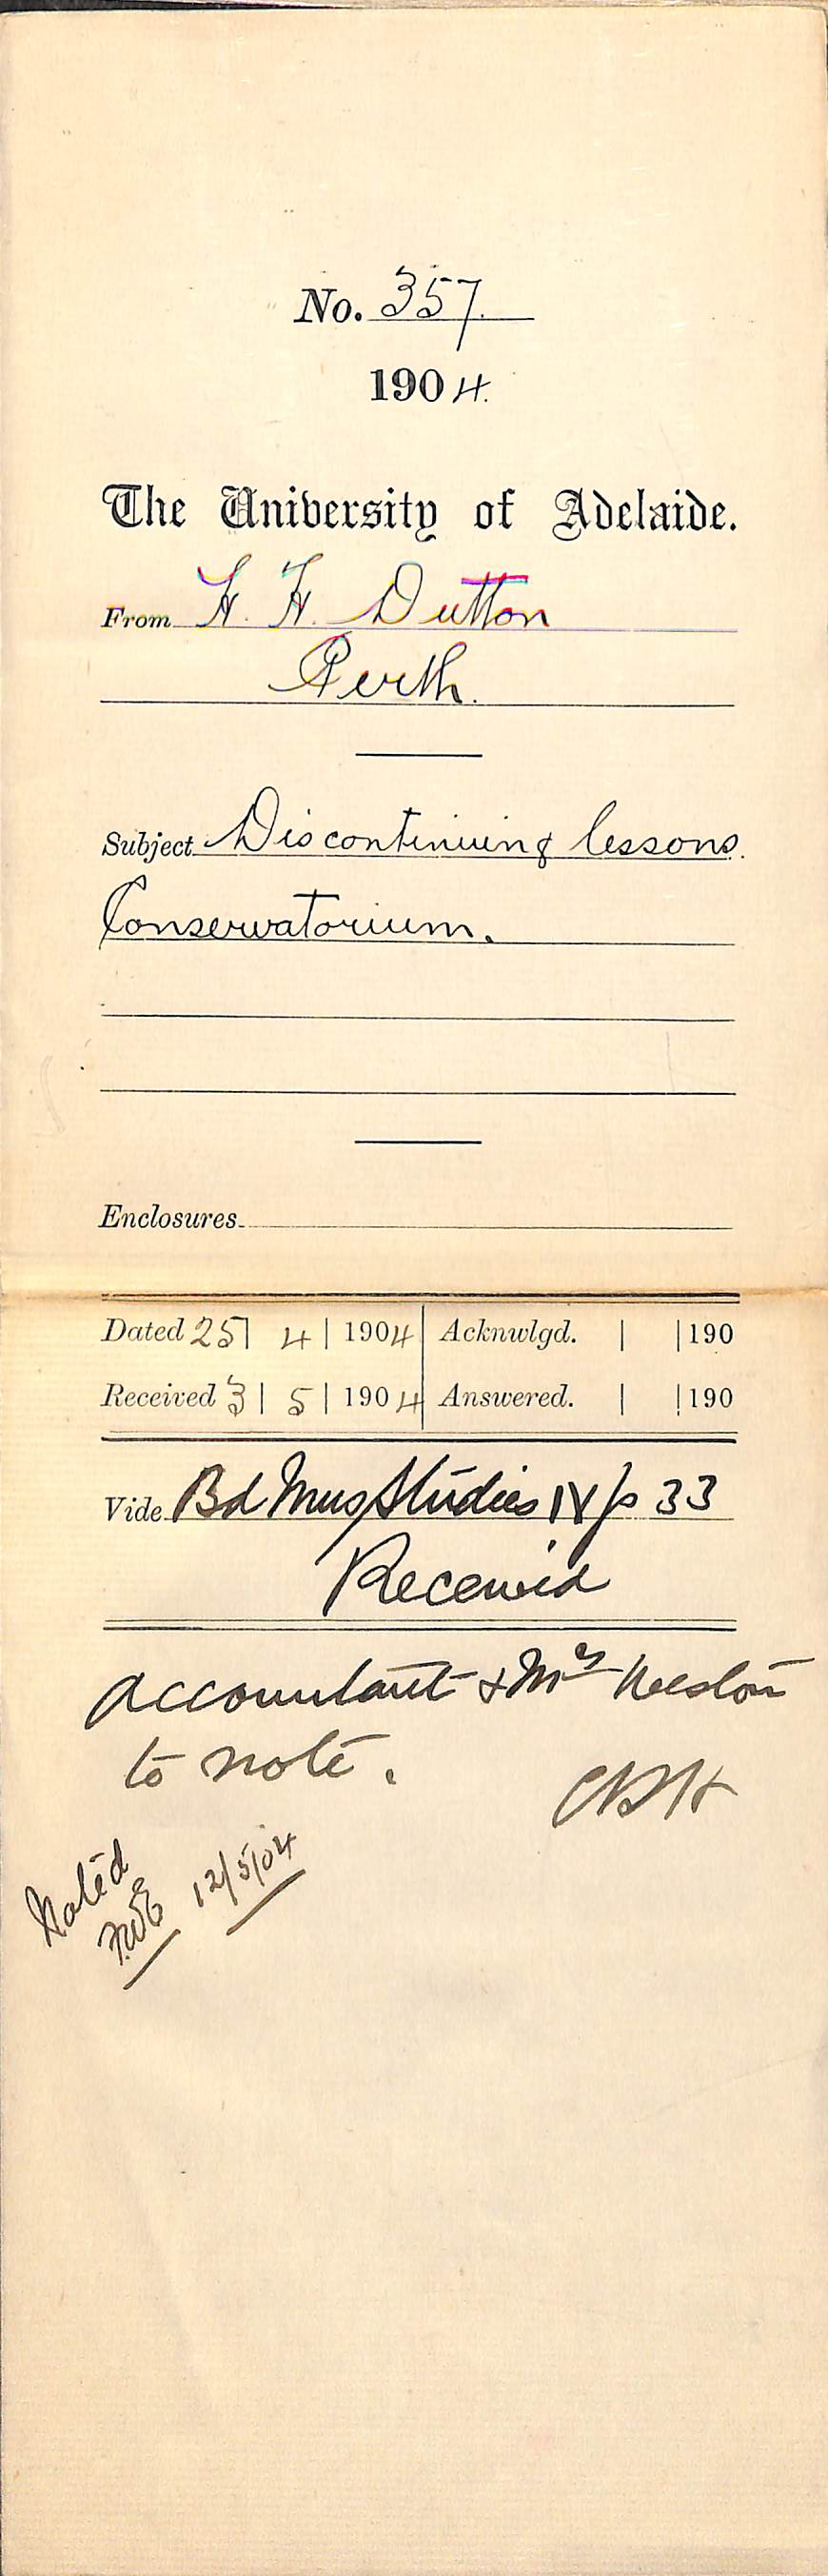 No. 357.
1904.
The University of Adelaide.
From H. H. Dutton
Perth.
Subject Discontinuing lessons.
Conservatorium.
Enclosures
Dated 25| 4| 1904 Acknwlgd. | |190
Received 3| 5| 1904 Answered. | |190
Vide Bd Mus Studies IV p 33
Received
Accountant & Mrs Neslon
to note.
Noted 12/5/04